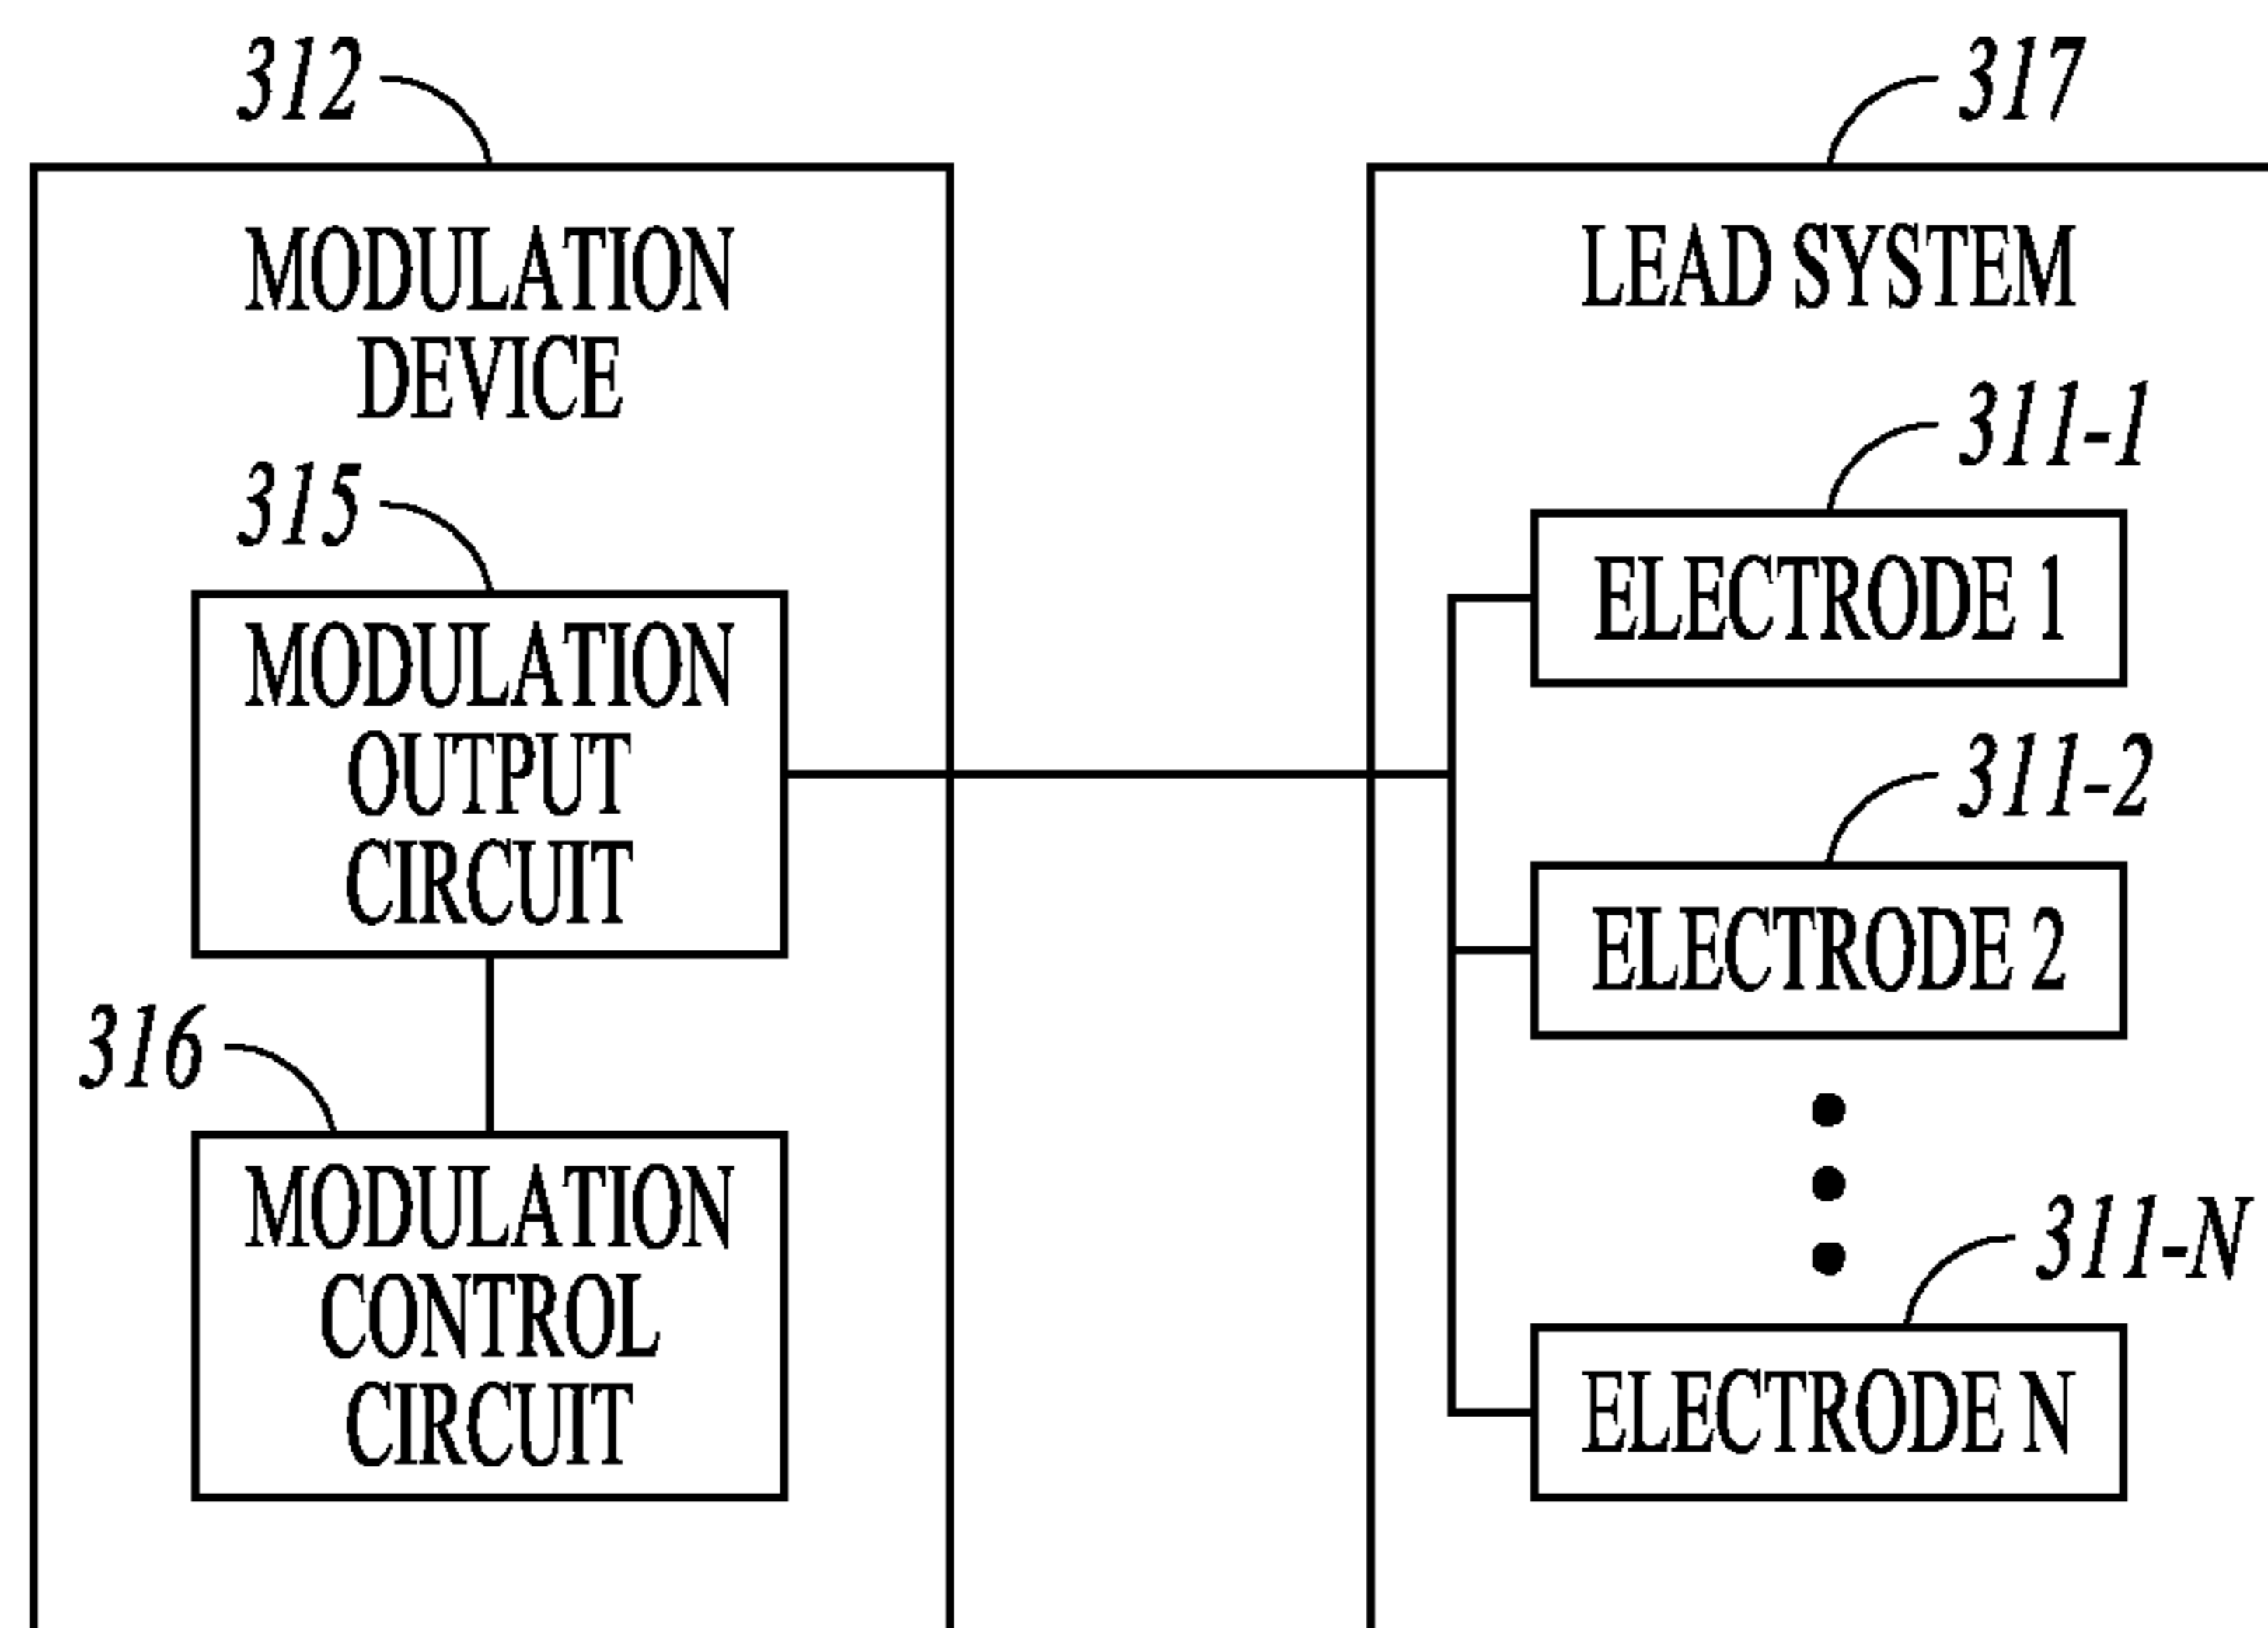 312
MODULATION
DEVICE
315
MODULATION
OUTPUT
CIRCUIT
316
MODULATION
CONTROL
CIRCUIT
317
LEAD SYSTEM
311-1
ELECTRODE 1
311-2
ELECTRODE 2
311-N
ELECTRODE N